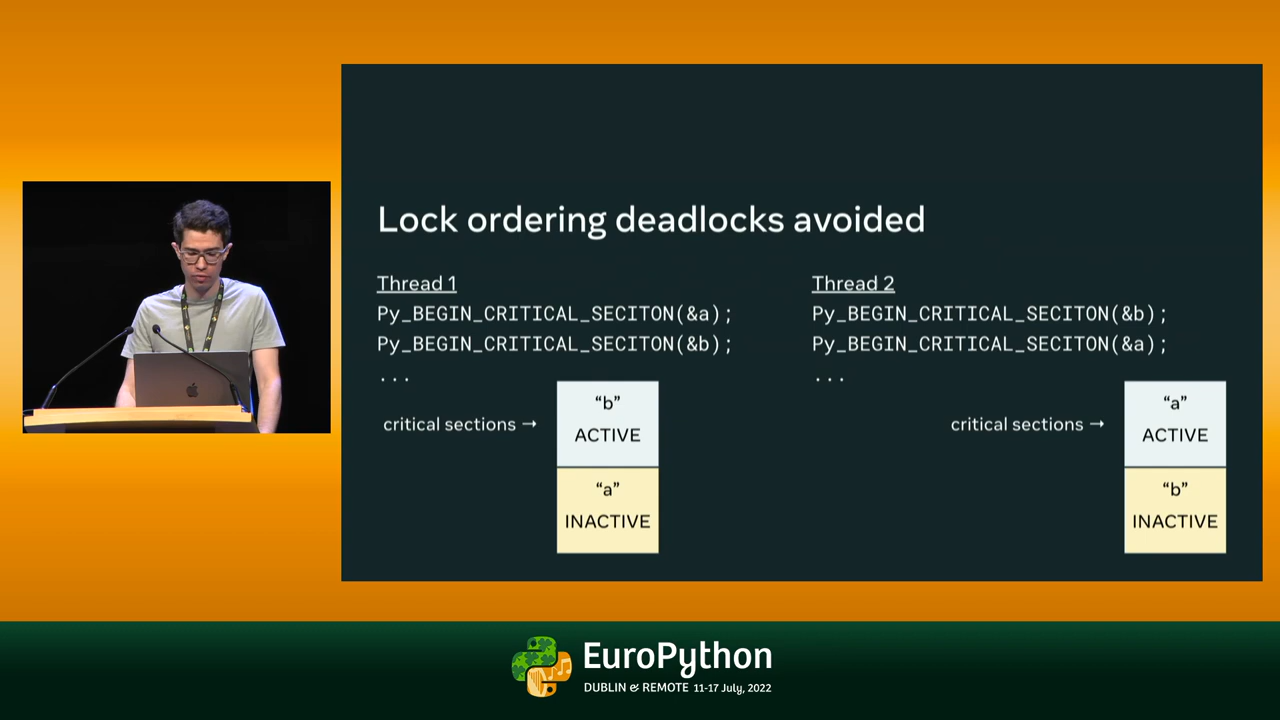 Lock ordering deadlocks avoided
Thread 1
Py_BEGIN_CRITICAL_SECITON(&a);
Py_BEGIN_CRITICAL_SECITON(&b);
...
critical sections →
“b”
ACTIVE
“a”
INACTIVE
Thread 2
Py_BEGIN_CRITICAL_SECITON(&b);
Py_BEGIN_CRITICAL_SECITON(&a);
...
critical sections →
“a”
ACTIVE
“b”
INACTIVE
EuroPython
DUBLIN & REMOTE 11-17 July, 2022